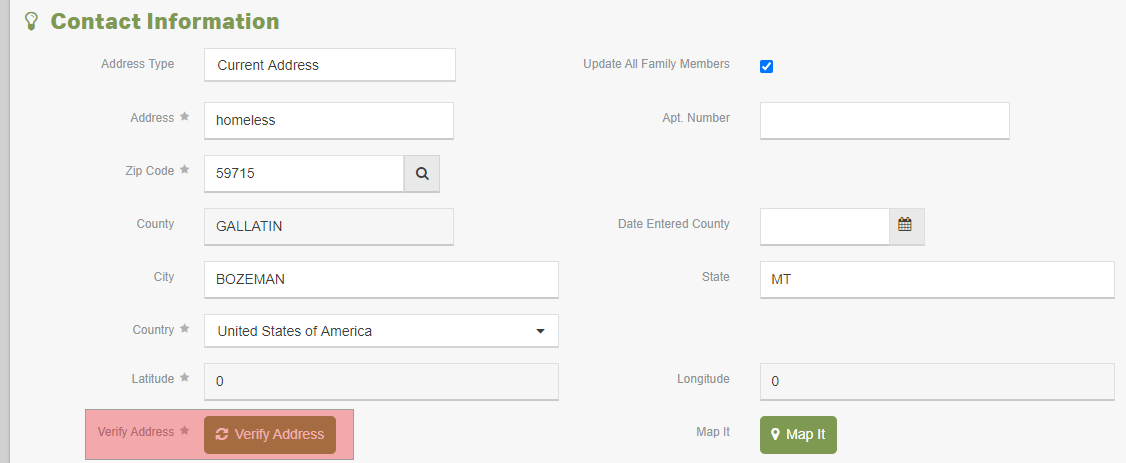 Contact Information
Address Type Current Address Update All Family Members
Address homeless Apt. Number
Zip Code 59715
County GALLATIN Date Entered County
City BOZEMAN State MT
Country United States of America
Latitude 0 Longitude 0
Verify Address Verify Address Map It Map It